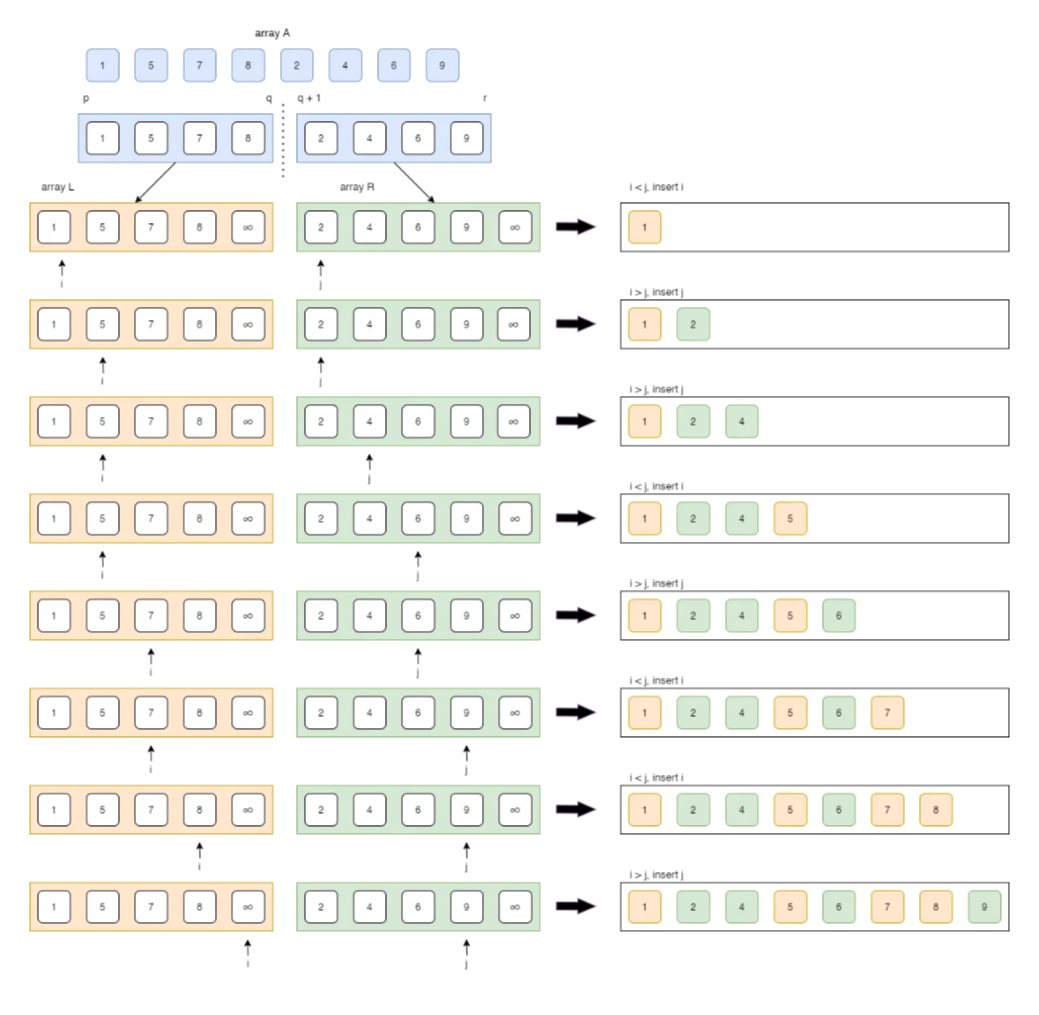 array A
1 5 7 8 2 4 6 9
p q q + 1 r
1 5 7 8 2 4 6 9
array L array R i < j, insert i
1 5 7 8 ∞ 2 4 6 9 ∞ 1
i j
i > j, insert j
1 5 7 8 ∞ 2 4 6 9 ∞ 1 2
i j
i > j, insert j
1 5 7 8 ∞ 2 4 6 9 ∞ 1 2 4
i j
i < j, insert i
1 5 7 8 ∞ 2 4 6 9 ∞ 1 2 4 5
i j
i > j, insert j
1 5 7 8 ∞ 2 4 6 9 ∞ 1 2 4 5 6
i j
i < j, insert i
1 5 7 8 ∞ 2 4 6 9 ∞ 1 2 4 5 6 7
i j
i < j, insert i
1 5 7 8 ∞ 2 4 6 9 ∞ 1 2 4 5 6 7 8
i j
i > j, insert j
1 5 7 8 ∞ 2 4 6 9 ∞ 1 2 4 5 6 7 8 9
i j